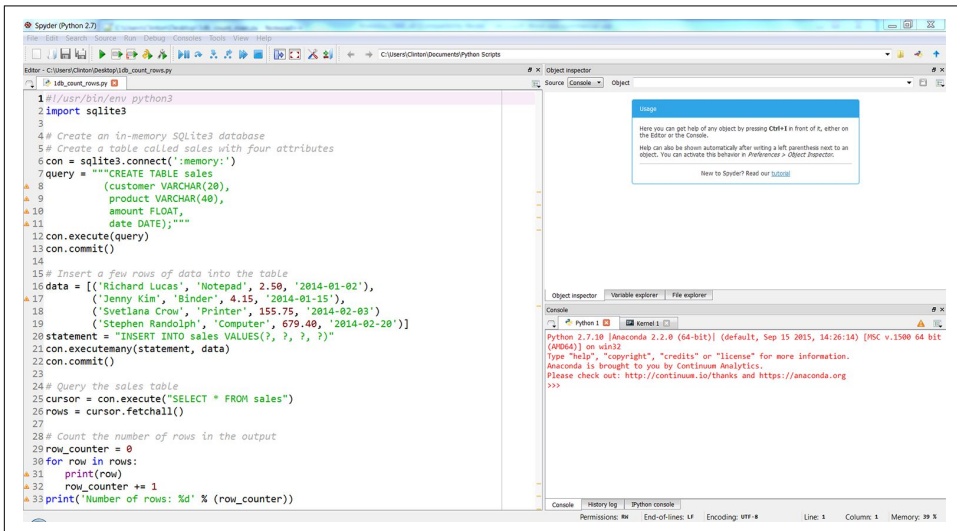 Spyder (Python 2.7)
File Edit Search Source Run Debug Consoles Tools View Help
C:\Users\Clinton\Documents\Python Scripts
Editor - C:\Users\Clinton\Desktop\1db_count_rows.py
1db_count_rows.py
1 #!/usr/bin/env python3
2 import sqlite3
3
4 # Create an in-memory SQLite3 database
5 # Create a table called sales with four attributes
6 con = sqlite3.connect(':memory:')
7 query = """CREATE TABLE sales
8 (customer VARCHAR(20),
9 product VARCHAR(40),
10 amount FLOAT,
11 date DATE);"""
12 con.execute(query)
13 con.commit()
14
15 # Insert a few rows of data into the table
16 data = [('Richard Lucas', 'Notepad', 2.50, '2014-01-02'),
17 ('Jenny Kim', 'Binder', 4.15, '2014-01-15'),
18 ('Svetlana Crow', 'Printer', 155.75, '2014-02-03')
19 ('Stephen Randolph', 'Computer', 679.40, '2014-02-20')]
20 statement = "INSERT INTO sales VALUES(?, ?, ?, ?)"
21 con.executemany(statement, data)
22 con.commit()
23
24 # Query the sales table
25 cursor = con.execute("SELECT * FROM sales")
26 rows = cursor.fetchall()
27
28 # Count the number of rows in the output
29 row_counter = 0
30 for row in rows:
31 print(row)
32 row_counter += 1
33 print('Number of rows: %d' % (row_counter))
Object inspector
Source Console Object
Usage
Here you can get help of any object by pressing Ctrl+I in front of it, either on
the Editor or the Console.
Help can also be shown automatically after writing a left parenthesis next to an
object. You can activate this behavior in Preferences > Object Inspector.
New to Spyder? Read our tutorial
Object inspector Variable explorer File explorer
Console
Python 1 Kernel 1
Python 2.7.10 |Anaconda 2.2.0 (64-bit)| (default, Sep 15 2015, 14:26:14) [MSC v.1500 64 bit
(AMD64)] on win32
Type "help", "copyright", "credits" or "license" for more information.
Anaconda is brought to you by Continuum Analytics.
Please check out: http://continuum.io/thanks and https://anaconda.org
>>>
Console History log IPython console
Permissions: RW End-of-lines: LF Encoding: UTF-8 Line: 1 Column: 1 Memory: 39 %